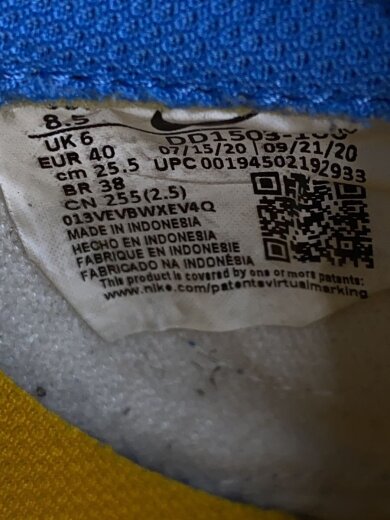 8.5
UK 6
EUR 40
cm 25.5
BR 38
CN 255(2.5)
07/15/20 | 09/21/20
UPC 00194502192933
013VEVBWXEV4Q
MADE IN INDONESIA
HECHO EN INDONESIA
FABRIQUE EN INDONÉSIE
FABRICADO NA INDONÉSIA
This product is covered by one or more patents:
www.nike.com/patentsvirtualmarking